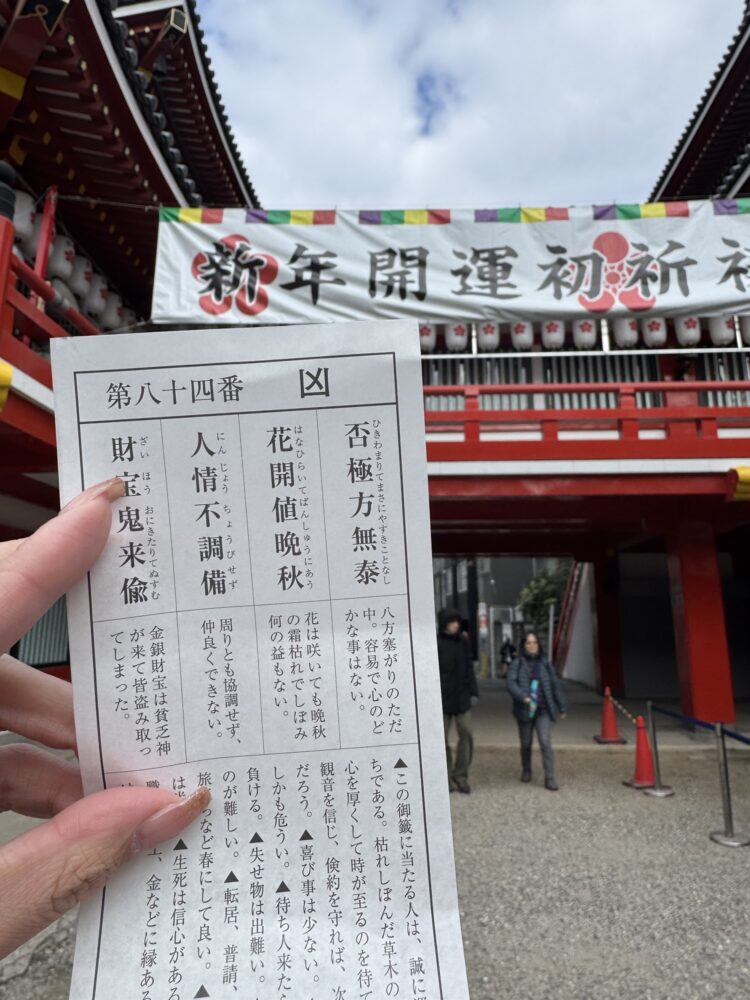 新年開運初祈
第八十四番 凶
否極方無泰
ひきわまりてまさにやすきことなし
花開値晩秋
はなひらいてばんしゅうにあう
人情不調備
にんじょうちょうびせず
財宝鬼来偸
ざいほうおにきたりてぬすむ
八方塞がりのただ
中。容易で心のど
かな事はない。
花は咲いても晩秋
の霜枯れでしぼみ
何の益もない。
周りとも協調せず、
仲良くできない。
金銀財宝は貧乏神
が来て皆盗み取っ
てしまった。
▲この御籤に当たる人は、誠に
ちである。枯れしぼんだ草木の
心を厚くして時が至るのを待て
観音を信じ、倹約を守れば、次
だろう。▲喜び事は少ない。
しかも危うい。▲待ち人来たら
負ける。▲失せ物は出難い。
のが難しい。▲転居、普請、
旅 など春にして良い。▲
は ▲生死は信心がある
職 、金などに縁ある